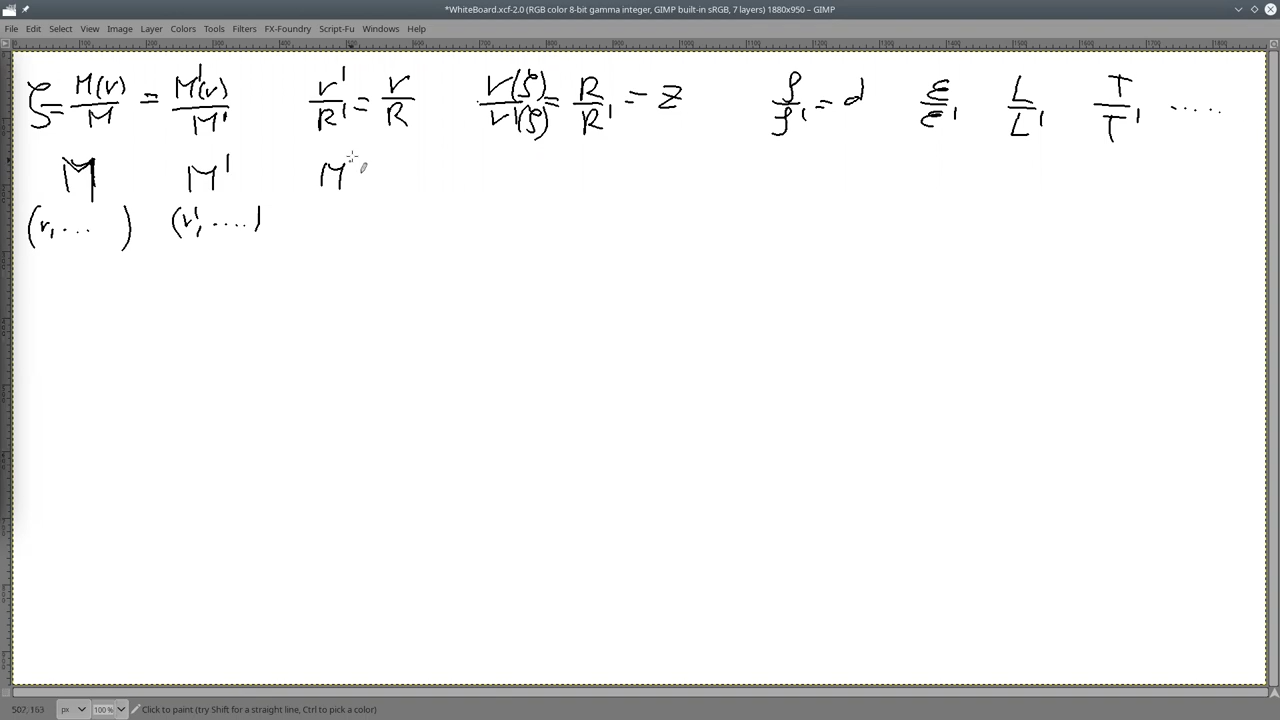 *WhiteBoard.xcf-2.0 (RGB color 8-bit gamma integer, GIMP built-in sRGB, 7 layers) 1880x950 – GIMP
File Edit Select View Image Layer Colors Tools Filters FX-Foundry Script-Fu Windows Help
ζ = M(r)/M = M'(r)/M' r'/R' = r/R r(ζ)/r'(ζ) = R/R' = z ρ/ρ' = d ε/ε' L/L' T/T' .....
M M' M'
(r, ... ) (r', ....)
507, 163 px 100% Click to paint (try Shift for a straight line, Ctrl to pick a color)